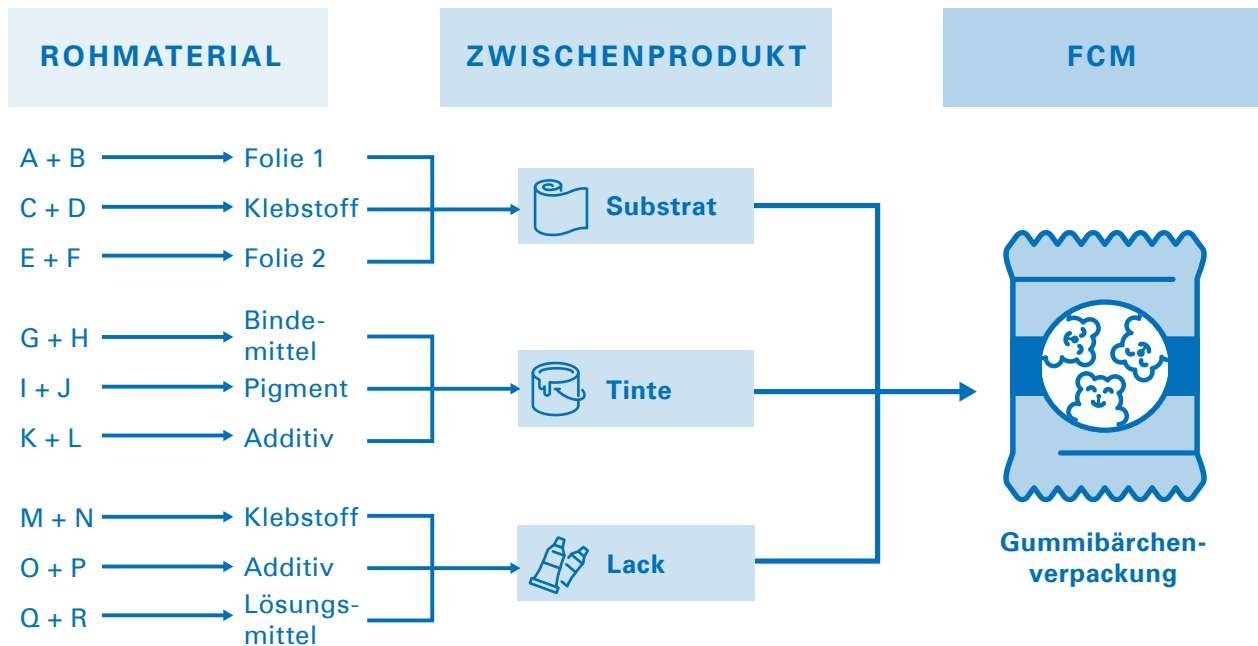 ROHMATERIAL
ZWISCHENPRODUKT
FCM
A + B
Folie 1
C + D
Klebstoff
E + F
Folie 2
Substrat
G + H
Binde-
mittel
I + J
Pigment
K + L
Additiv
Tinte
M + N
Klebstoff
O + P
Additiv
Q + R
Lösungs-
mittel
Lack
Gummibärchen-
verpackung